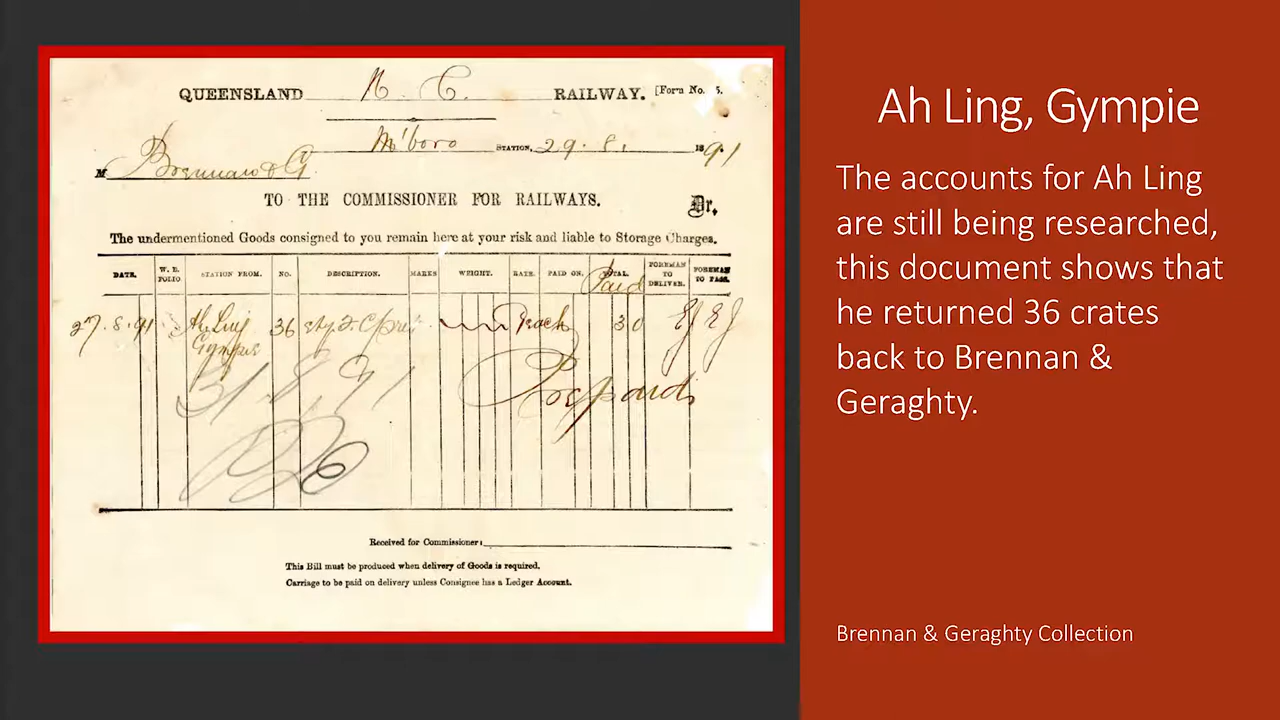 QUEENSLAND N C RAILWAY. [Form No. 5.
M'boro STATION, 29.8. 1891
M Brennan & G
TO THE COMMISSIONER FOR RAILWAYS. Dr.
The undermentioned Goods consigned to you remain here at your risk and liable to Storage Charges.
DATE. W. B. FOLIO STATION FROM. NO. DESCRIPTION. MARKS WEIGHT. RATE. PAID ON. TOTAL. FOREMAN TO DELIVER. FOREMAN TO PASS.
Paid
27.8.91 Ah Ling 36 30
Gympie
31.8.91
Received for Commissioner:
This Bill must be produced when delivery of Goods is required.
Carriage to be paid on delivery unless Consignee has a Ledger Account.
Ah Ling, Gympie
The accounts for Ah Ling
are still being researched,
this document shows that
he returned 36 crates
back to Brennan &
Geraghty.
Brennan & Geraghty Collection